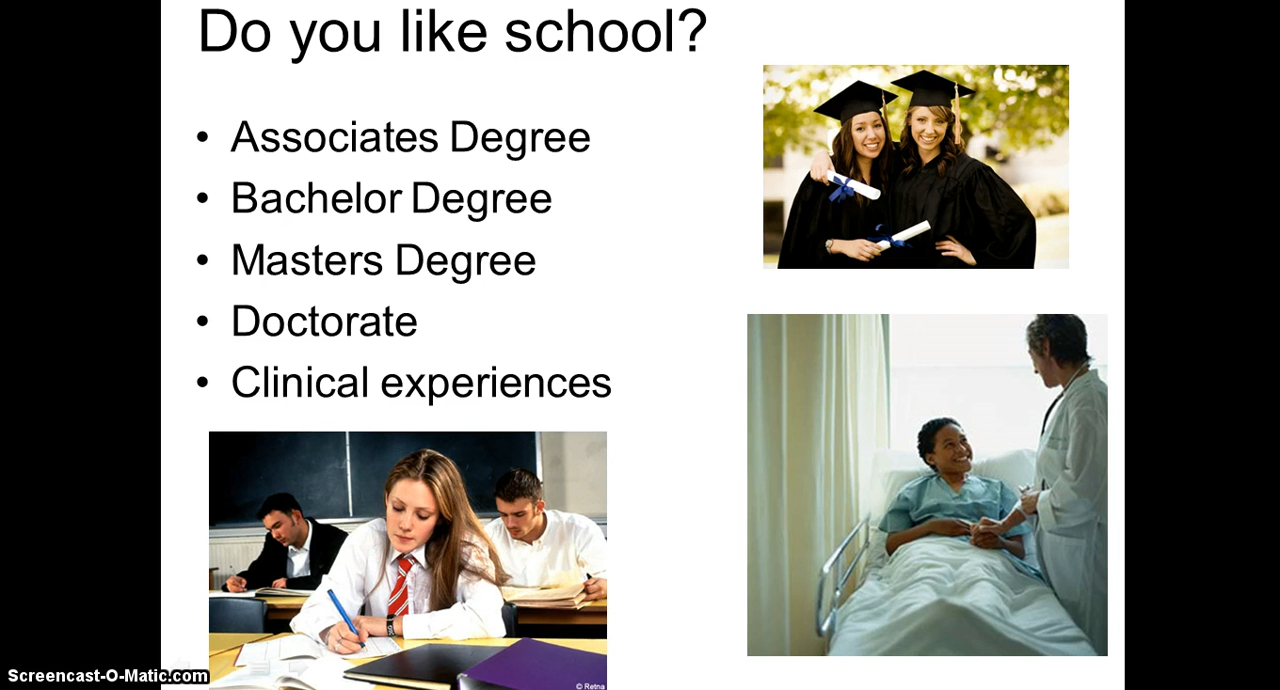 Do you like school?
• Associates Degree
• Bachelor Degree
• Masters Degree
• Doctorate
• Clinical experiences
© Retna
Screencast-O-Matic.com